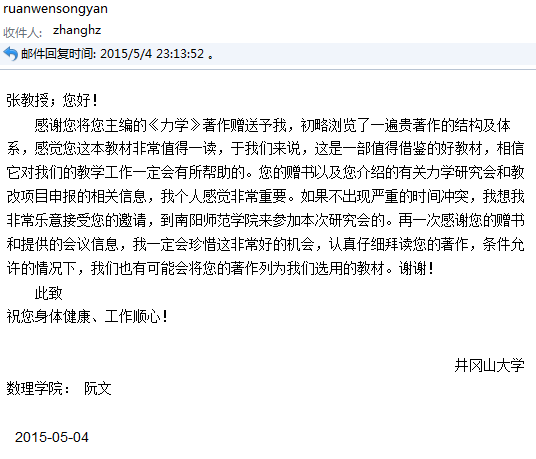 ruanwensongyan
收件人: zhanghz
邮件回复时间: 2015/5/4 23:13:52 。
张教授；您好！
感谢您将您主编的《力学》著作赠送予我，初略浏览了一遍贵著作的结构及体
系，感觉您这本教材非常值得一读，于我们来说，这是一部值得借鉴的好教材，相信
它对我们的教学工作一定会有所帮助的。您的赠书以及您介绍的有关力学研究会和教
改项目申报的相关信息，我个人感觉非常重要。如果不出现严重的时间冲突，我想我
非常乐意接受您的邀请，到南阳师范学院来参加本次研究会的。再一次感谢您的赠书
和提供的会议信息，我一定会珍惜这非常好的机会，认真仔细拜读您的著作，条件允
许的情况下，我们也有可能会将您的著作列为我们选用的教材。谢谢！
此致
祝您身体健康、工作顺心！
井冈山大学
数理学院： 阮文
2015-05-04